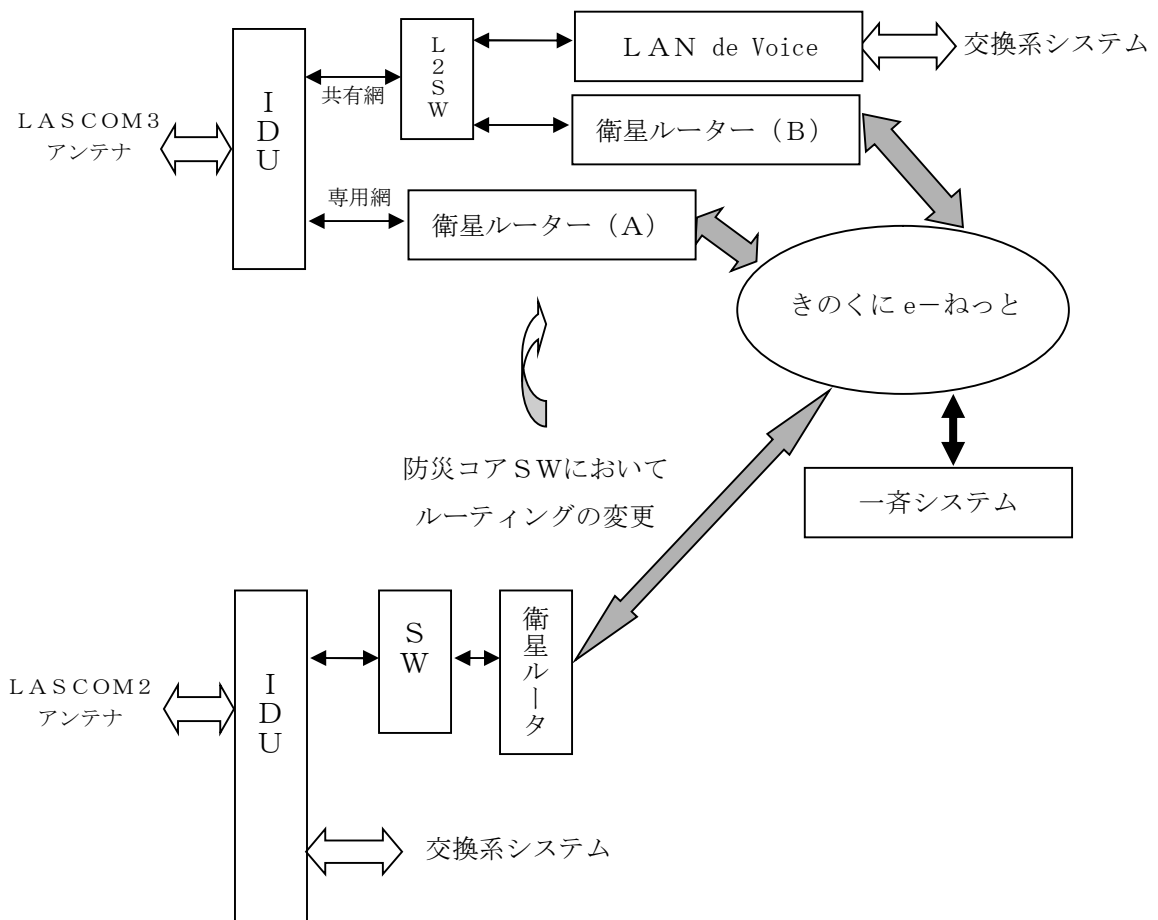 LAN de Voice
交換系システム
L2SW
共有網
IDU
LASCOM3
アンテナ
衛星ルーター(B)
専用網
衛星ルーター(A)
きのくに e-ねっと
防災コアSWにおいて
ルーティングの変更
一斉システム
SW
衛星ルータ
LASCOM2
アンテナ
IDU
交換系システム